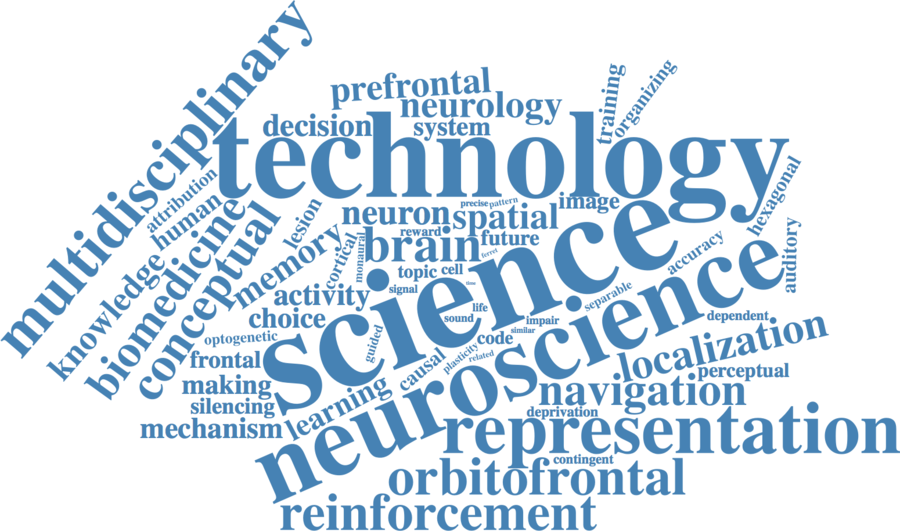 multidisciplinary
prefrontal
neurology
training
organizing
decision
system
technology
attribution
human
biomedicine
knowledge
conceptual
lesion
neuron
precise
pattern
spatial
image
hexagonal
reward
brain
future
ferret
memory
cortical
monaural
topic
cell
time
accuracy
auditory
activity
signal
science
life
separable
choice
sound
impair
similar
dependent
optogenetic
guided
code
neuroscience
localization
frontal
plasticity
related
perceptual
making
causal
navigation
silencing
learning
deprivation
mechanism
representation
contingent
orbitofrontal
reinforcement